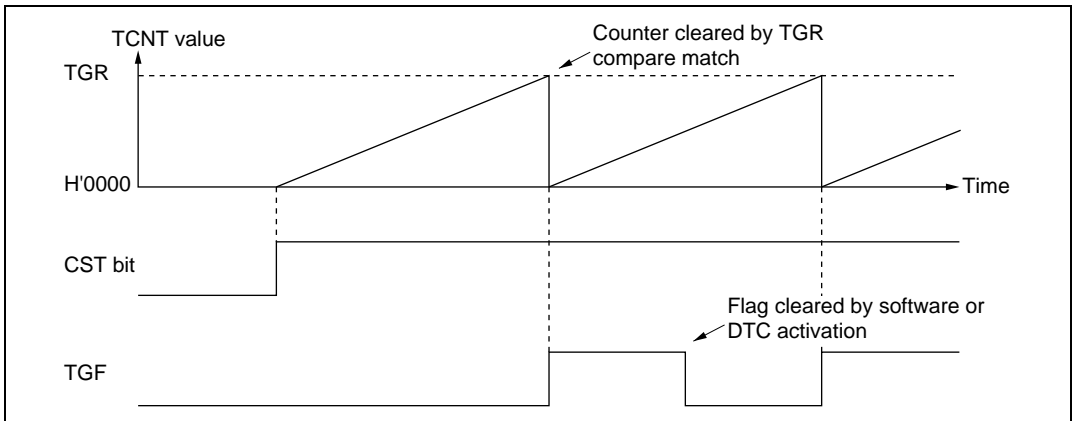 TCNT value
Counter cleared by TGR
compare match
TGR
H'0000
Time
CST bit
Flag cleared by software or
DTC activation
TGF